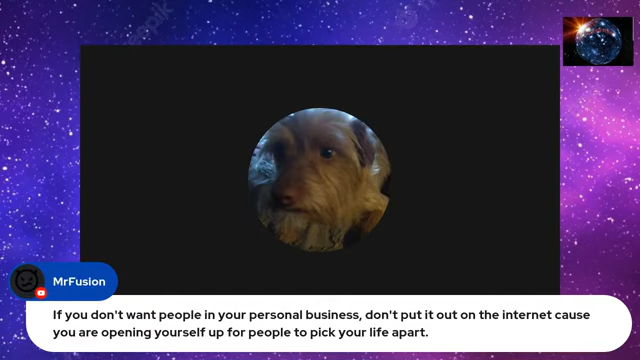 MrFusion
If you don't want people in your personal business, don't put it out on the internet cause
you are opening yourself up for people to pick your life apart.